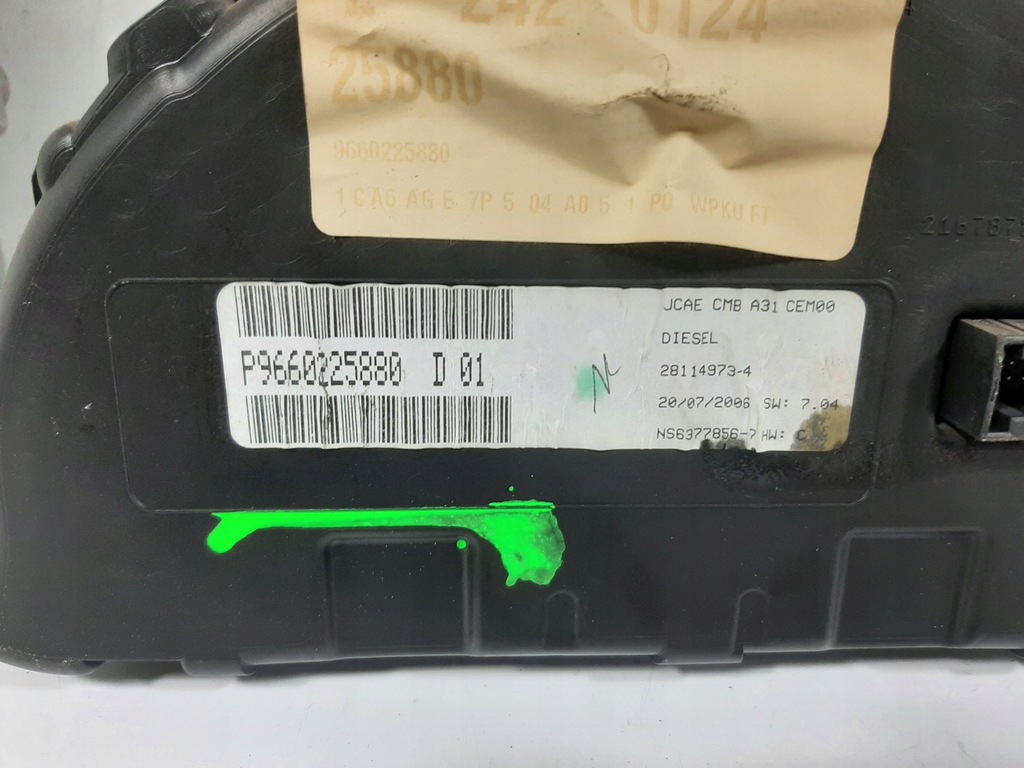 242 0124
25880
9660225880
1 C A6 AG E 7P 5 04 A0 5 1 P0 WPKU FT
JCAE CMB A31 CEM00
DIESEL
P9660225880 D 01
28114973-4
20/07/2006 SW: 7.04
NS6377856-7 HW: C